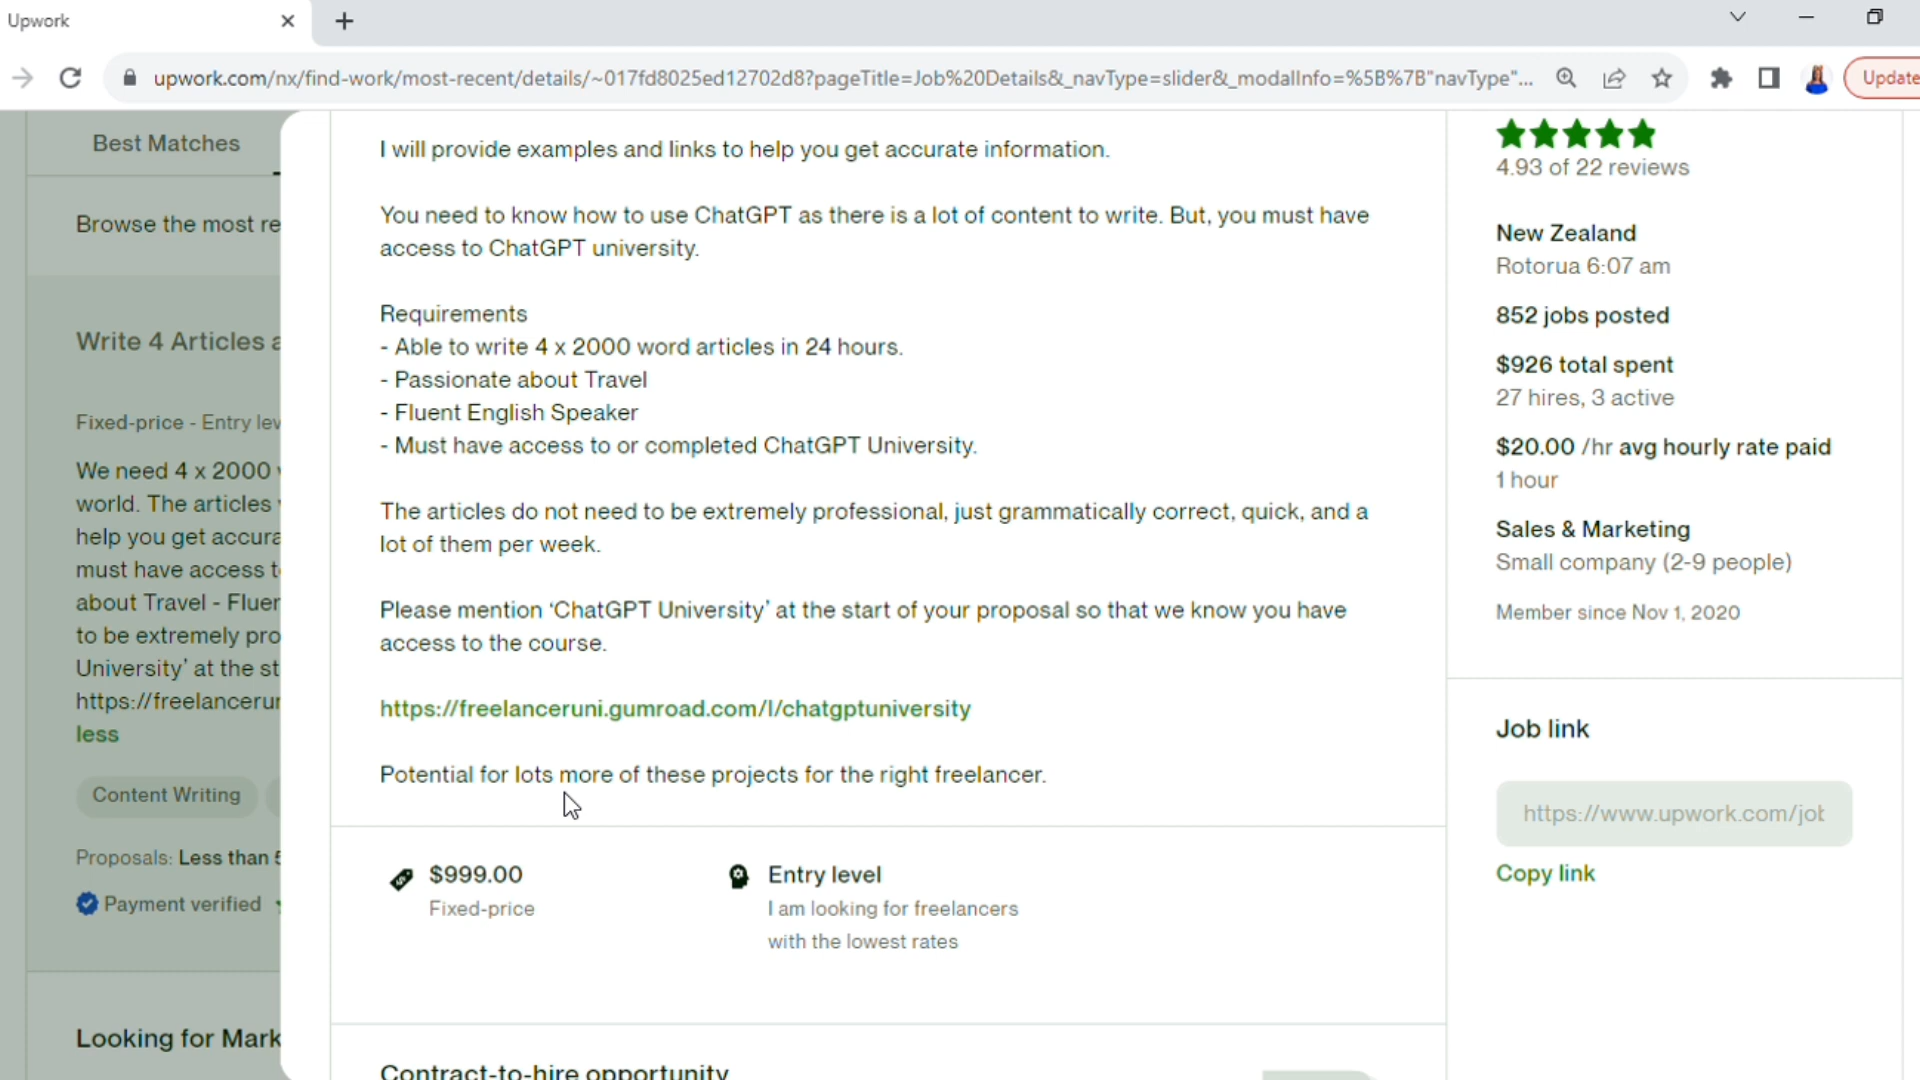 Upwork
upwork.com/nx/find-work/most-recent/details/~017fd8025ed12702d8?pageTitle=Job%20Details&_navType=slider&_modalInfo=%5B%7B"navType"...
Update
Best Matches
Browse the most re
Write 4 Articles a
Fixed-price - Entry lev
We need 4 x 2000
world. The articles
help you get accura
must have access t
about Travel - Fluer
to be extremely pro
University' at the st
https://freelancerur
less
Content Writing
Proposals: Less than 5
Payment verified
Looking for Mark
I will provide examples and links to help you get accurate information.
You need to know how to use ChatGPT as there is a lot of content to write. But, you must have
access to ChatGPT university.
Requirements
- Able to write 4 x 2000 word articles in 24 hours.
- Passionate about Travel
- Fluent English Speaker
- Must have access to or completed ChatGPT University.
The articles do not need to be extremely professional, just grammatically correct, quick, and a
lot of them per week.
Please mention ‘ChatGPT University’ at the start of your proposal so that we know you have
access to the course.
https://freelanceruni.gumroad.com/l/chatgptuniversity
Potential for lots more of these projects for the right freelancer.
$999.00
Fixed-price
Entry level
I am looking for freelancers
with the lowest rates
Contract-to-hire opportunity
4.93 of 22 reviews
New Zealand
Rotorua 6:07 am
852 jobs posted
$926 total spent
27 hires, 3 active
$20.00 /hr avg hourly rate paid
1 hour
Sales & Marketing
Small company (2-9 people)
Member since Nov 1, 2020
Job link
https://www.upwork.com/jot
Copy link